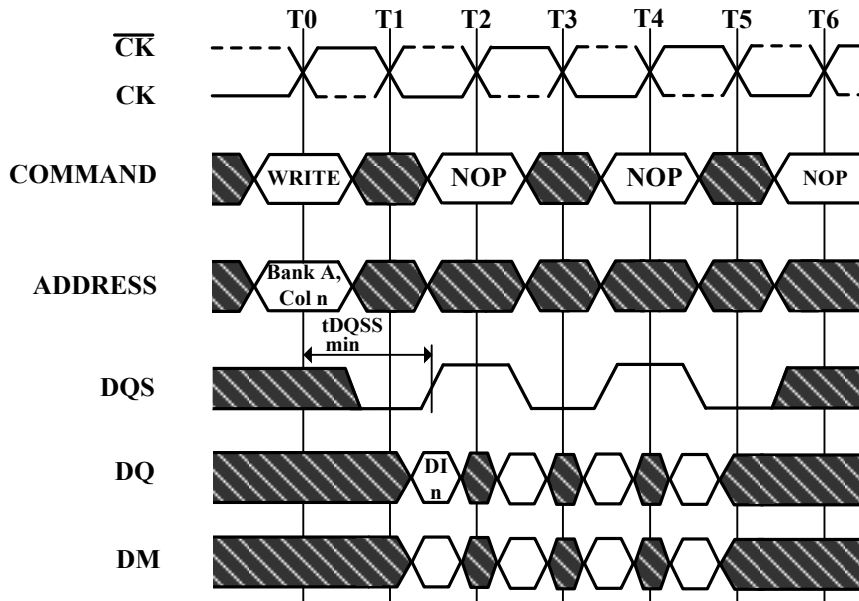 T0 T1 T2 T3 T4 T5 T6
CK
CK
COMMAND
WRITE NOP NOP NOP
ADDRESS
Bank A,
Col n
tDQSS
min
DQS
DQ
DI
n
DM